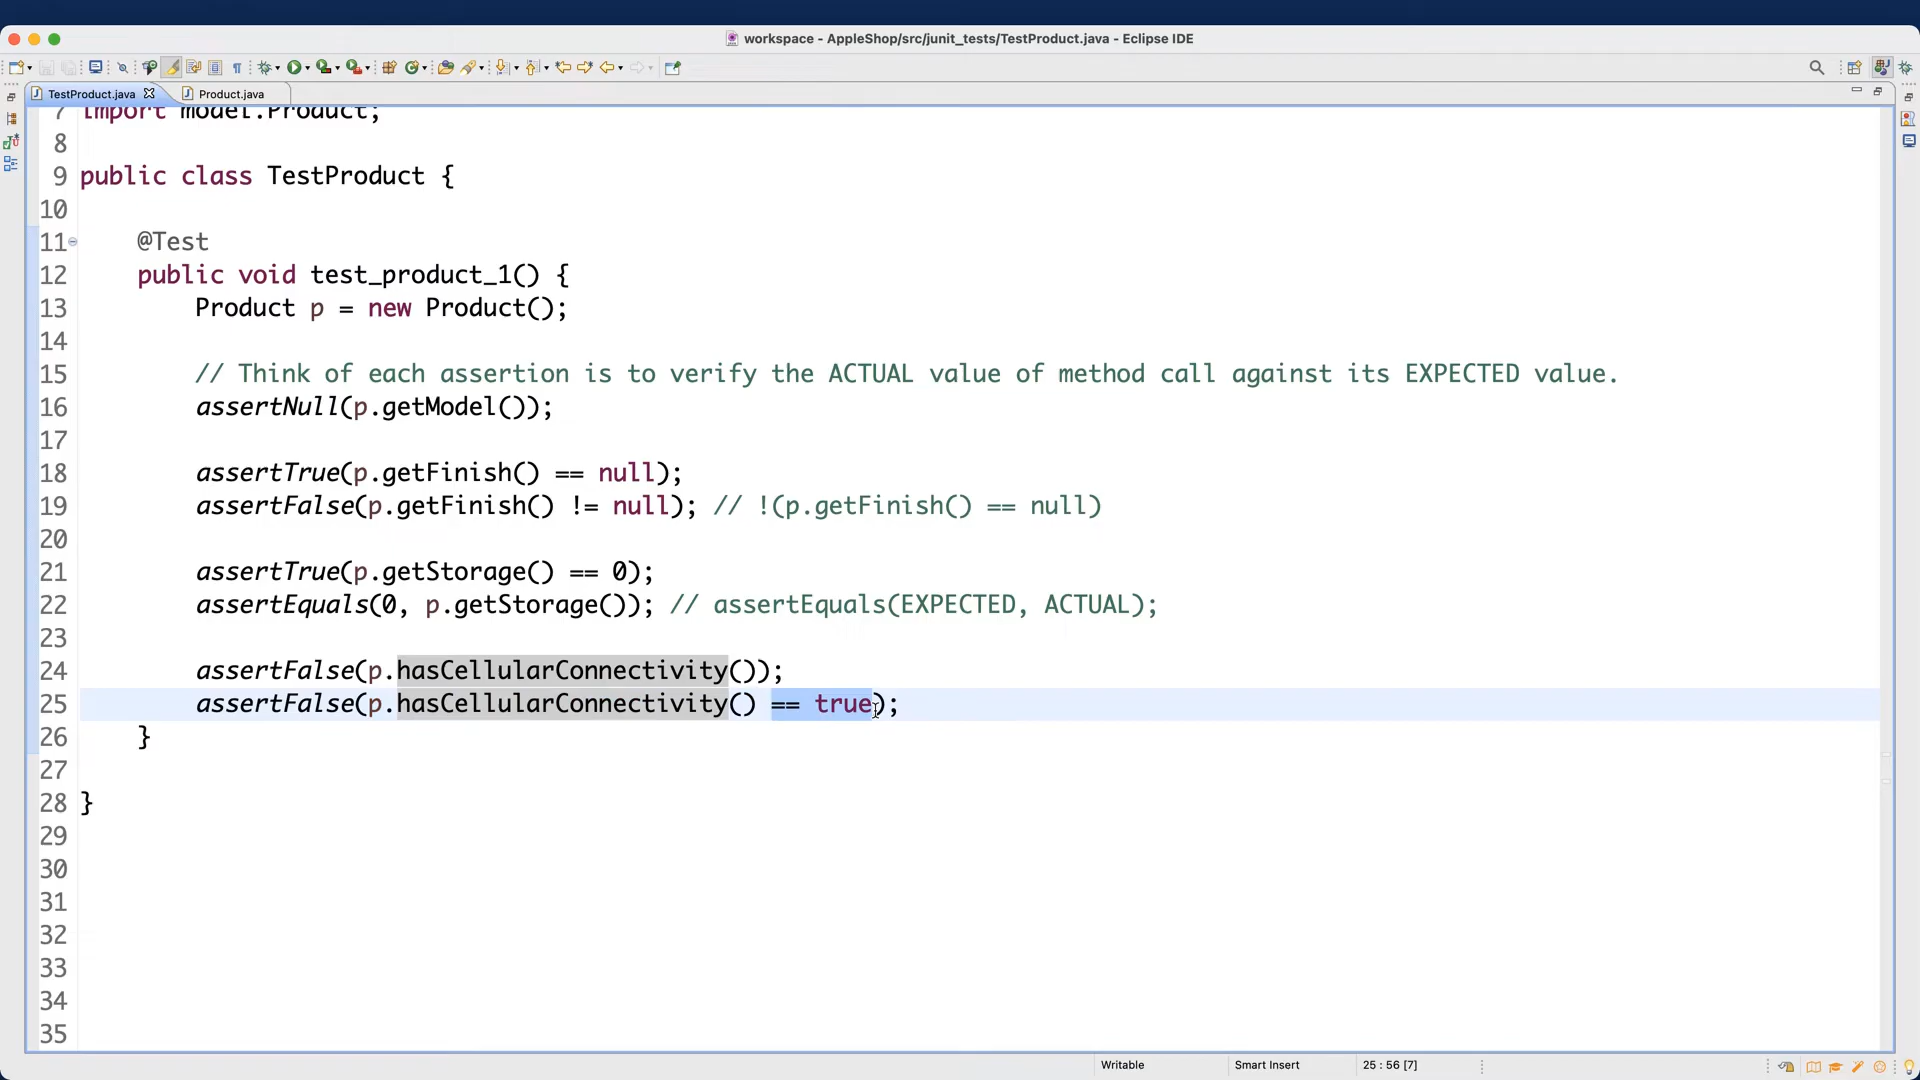 workspace - AppleShop/src/junit_tests/TestProduct.java - Eclipse IDE
TestProduct.java
Product.java
7 import model.Product;
8
9 public class TestProduct {
10
11 @Test
12 public void test_product_1() {
13 Product p = new Product();
14
15 // Think of each assertion is to verify the ACTUAL value of method call against its EXPECTED value.
16 assertNull(p.getModel());
17
18 assertTrue(p.getFinish() == null);
19 assertFalse(p.getFinish() != null); // !(p.getFinish() == null)
20
21 assertTrue(p.getStorage() == 0);
22 assertEquals(0, p.getStorage()); // assertEquals(EXPECTED, ACTUAL);
23
24 assertFalse(p.hasCellularConnectivity());
25 assertFalse(p.hasCellularConnectivity() == true);
26 }
27
28 }
29
30
31
32
33
34
35
Writable
Smart Insert
25 : 56 [7]